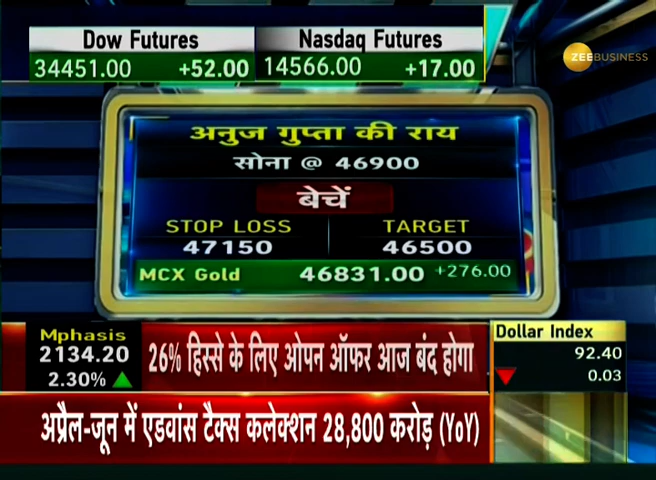 Dow Futures
34451.00 +52.00
Nasdaq Futures
14566.00 +17.00
ZEEBUSINESS
अनुज गुप्ता की राय
सोना @ 46900
बेचें
STOP LOSS
47150
TARGET
46500
MCX Gold 46831.00 +276.00
Mphasis
2134.20
2.30%
26% हिस्से के लिए ओपन ऑफर आज बंद होगा
Dollar Index
92.40
0.03
अप्रैल-जून में एडवांस टैक्स कलेक्शन 28,800 करोड़ (YoY)